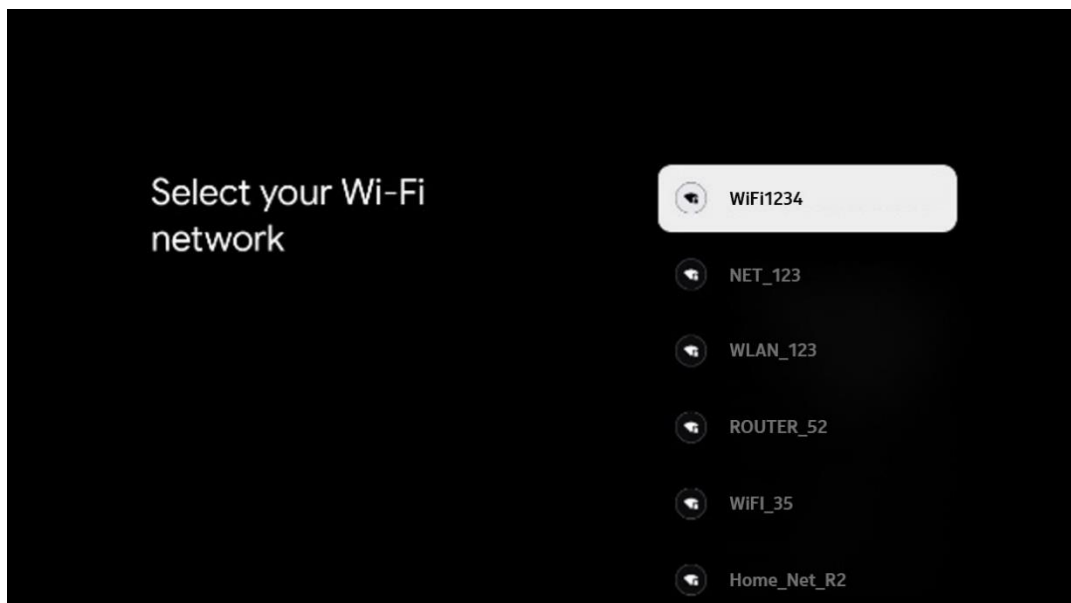 Select your Wi-Fi
network
WiFi1234
NET_123
WLAN_123
ROUTER_52
WiFI_35
Home_Net_R2